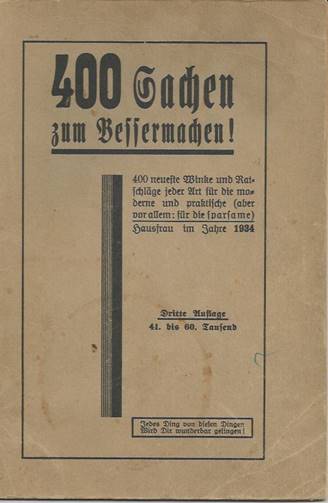 400 Sachen
zum Bessermachen!
400 neueste Winke und Rat-
schläge jeder Art für die mo-
derne und praktische (aber
vor allem: für die sparsame)
Hausfrau im Jahre 1934
Dritte Auflage
41. bis 60. Tausend
Jedes Ding von diesen Dingen
Wird Dir wunderbar gelingen!